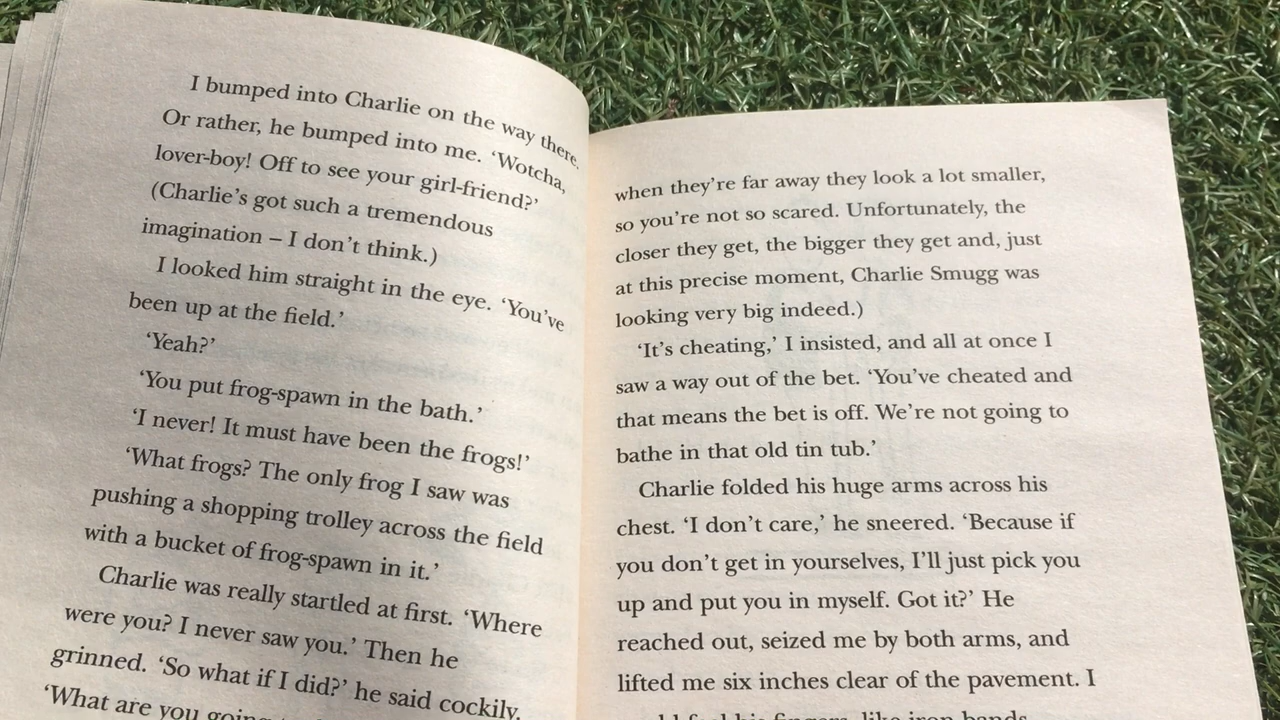 I bumped into Charlie on the way there.
Or rather, he bumped into me. ‘Wotcha,
lover-boy! Off to see your girl-friend?’
(Charlie’s got such a tremendous
imagination – I don’t think.)
I looked him straight in the eye. ‘You’ve
been up at the field.’
‘Yeah?’
‘You put frog-spawn in the bath.’
‘I never! It must have been the frogs!’
‘What frogs? The only frog I saw was
pushing a shopping trolley across the field
with a bucket of frog-spawn in it.’
Charlie was really startled at first. ‘Where
were you? I never saw you.’ Then he
grinned. ‘So what if I did?’ he said cockily.
‘What are you going
when they’re far away they look a lot smaller,
so you’re not so scared. Unfortunately, the
closer they get, the bigger they get and, just
at this precise moment, Charlie Smugg was
looking very big indeed.)
‘It’s cheating,’ I insisted, and all at once I
saw a way out of the bet. ‘You’ve cheated and
that means the bet is off. We’re not going to
bathe in that old tin tub.’
Charlie folded his huge arms across his
chest. ‘I don’t care,’ he sneered. ‘Because if
you don’t get in yourselves, I’ll just pick you
up and put you in myself. Got it?’ He
reached out, seized me by both arms, and
lifted me six inches clear of the pavement. I
feel his fingers, like iron bands